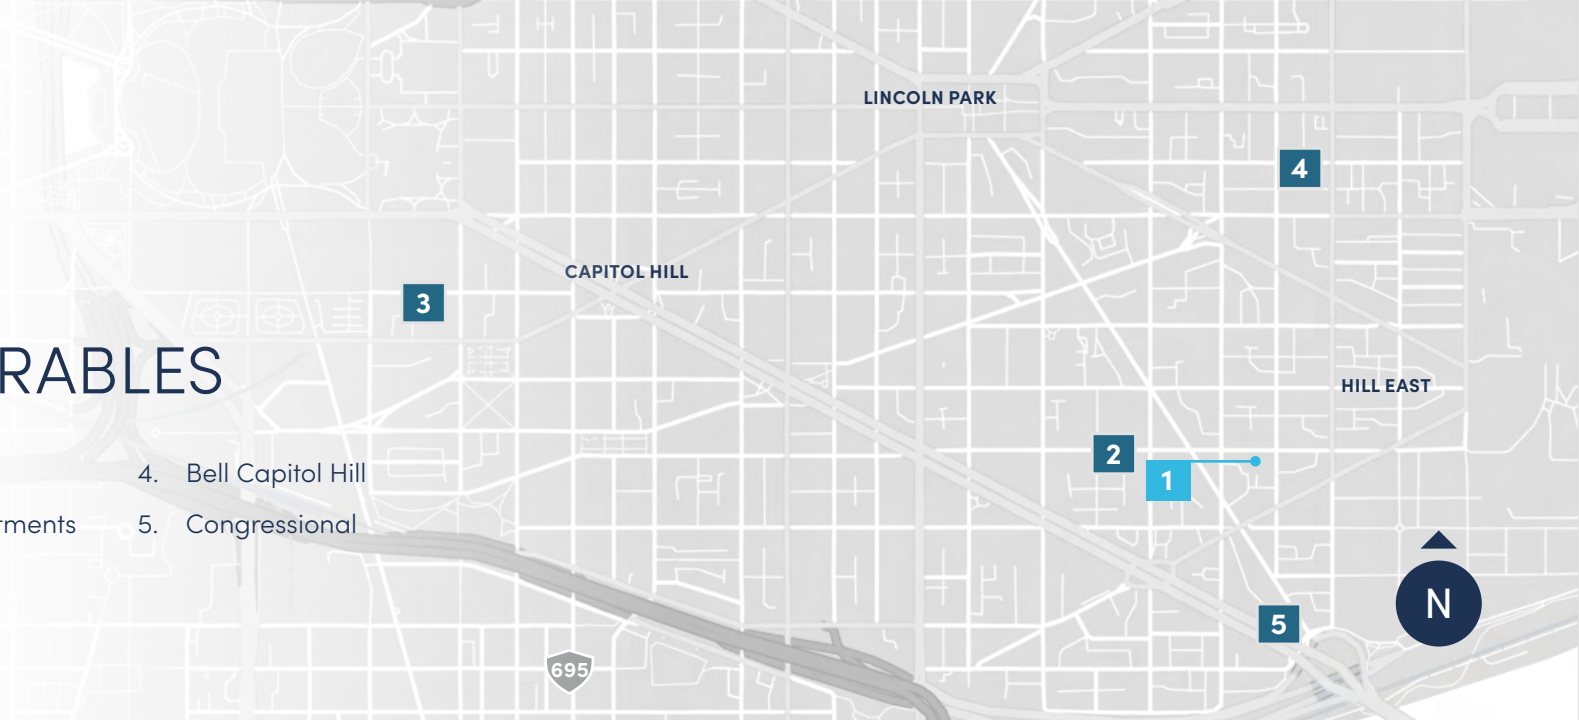 LINCOLN PARK
4
CAPITOL HILL
3
RABLES
HILL EAST
2
1
4. Bell Capitol Hill
tments 5. Congressional
N
5
695